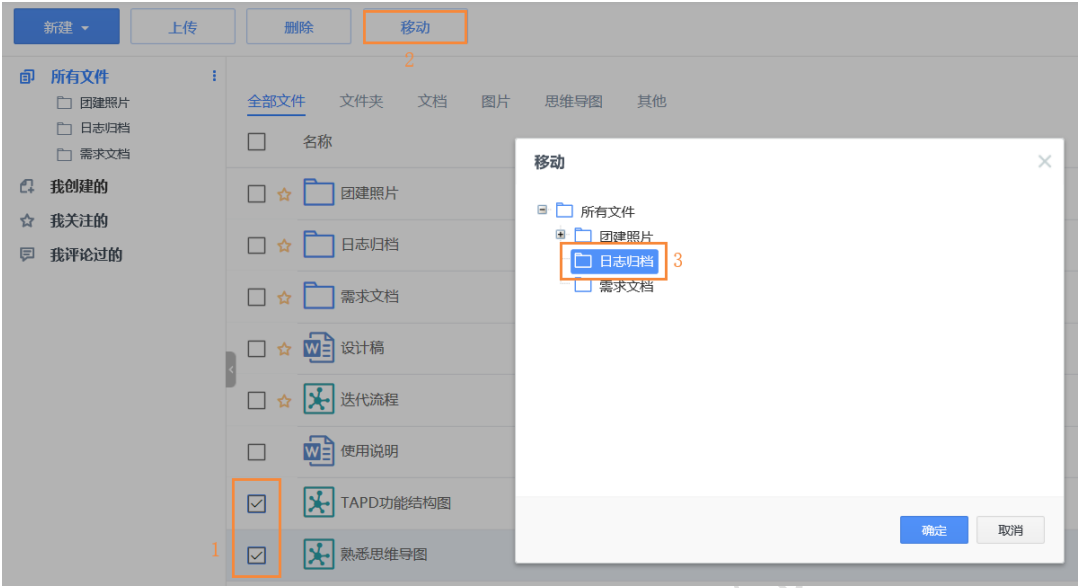 新建
上传
删除
移动
2
所有文件
团建照片
日志归档
需求文档
我创建的
我关注的
我评论过的
全部文件
文件夹
文档
图片
思维导图
其他
名称
团建照片
日志归档
需求文档
设计稿
迭代流程
使用说明
TAPD功能结构图
1
熟悉思维导图
移动
所有文件
团建照片
日志归档
3
需求文档
确定
取消